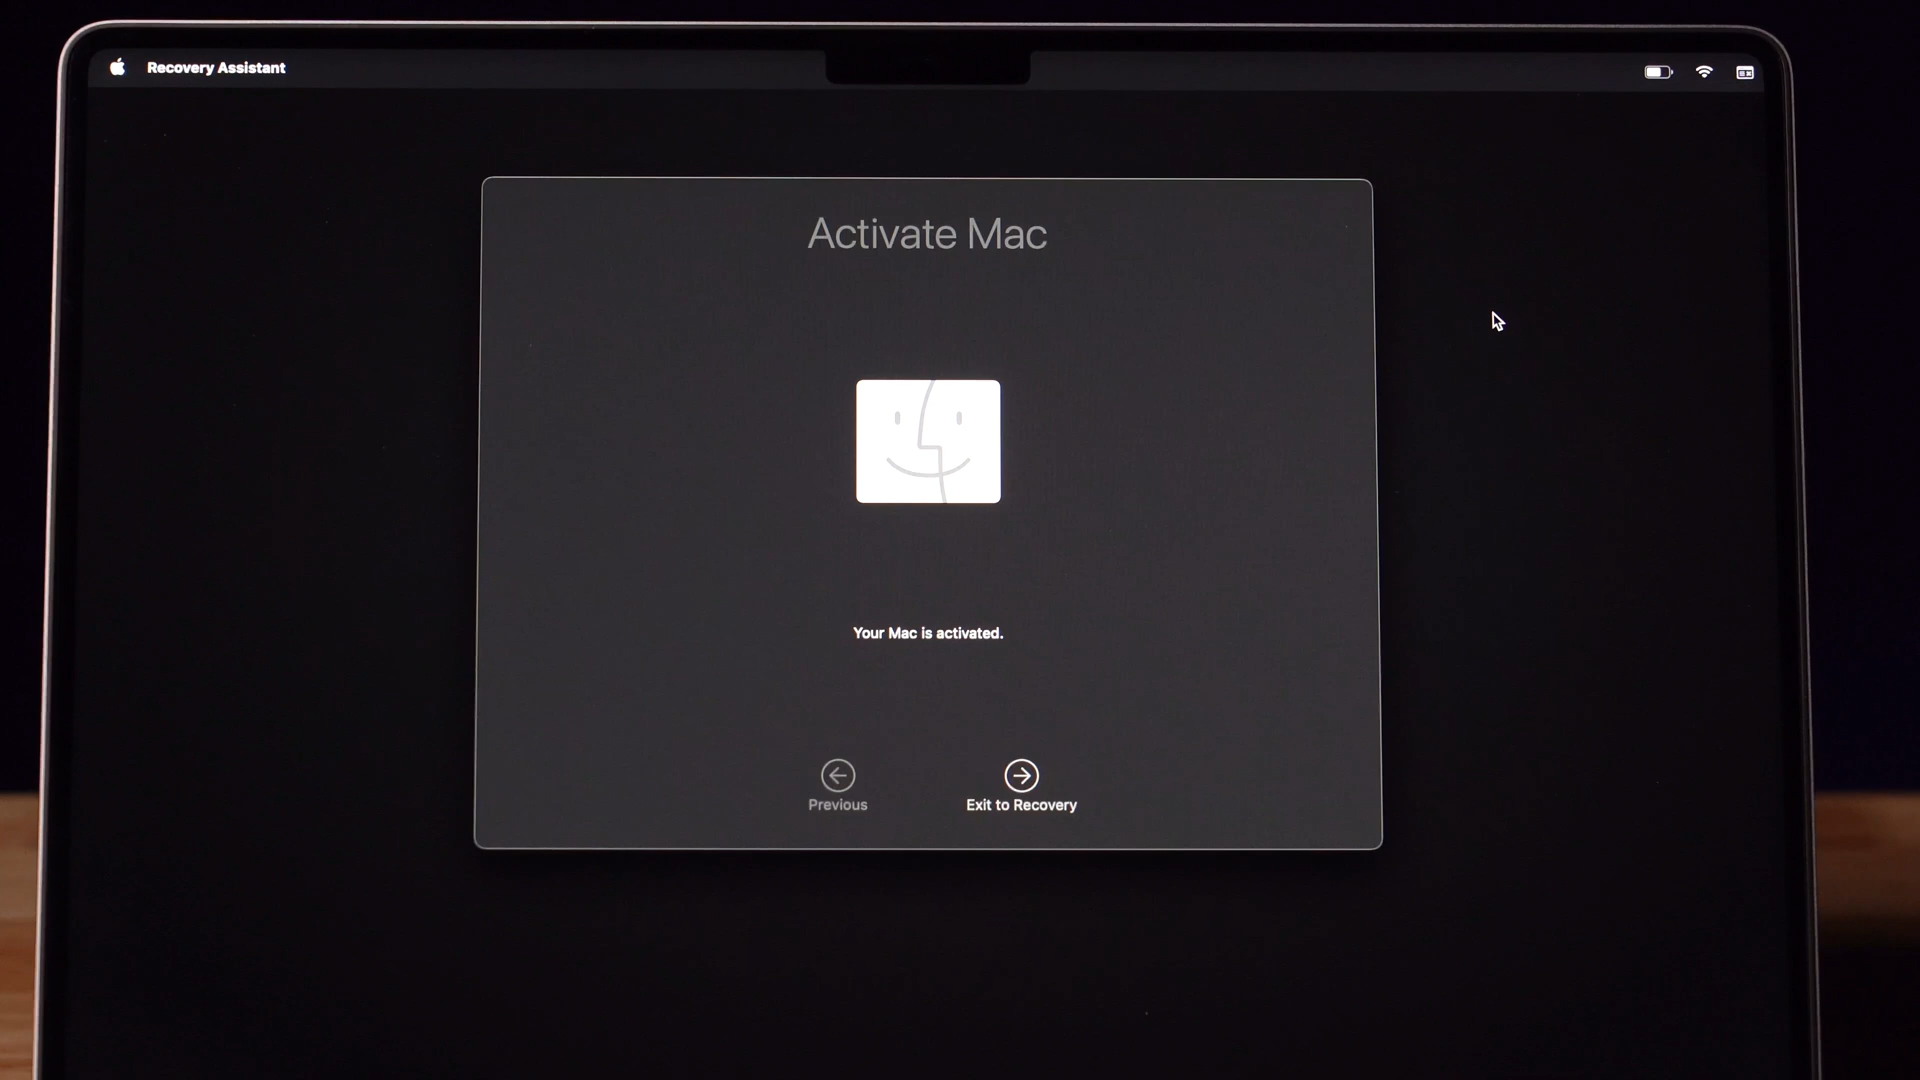 Recovery Assistant
Activate Mac
Your Mac is activated.
Previous
Exit to Recovery